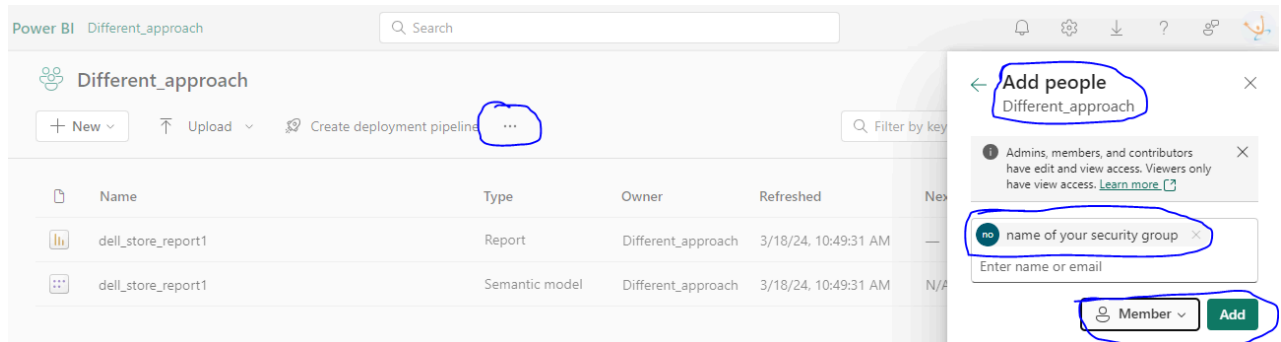 Power BI Different_approach Search
Different_approach
New Upload Create deployment pipeline ... Filter by key
Name Type Owner Refreshed Nex
dell_store_report1 Report Different_approach 3/18/24, 10:49:31 AM —
dell_store_report1 Semantic model Different_approach 3/18/24, 10:49:31 AM N/A
Add people
Different_approach
Admins, members, and contributors
have edit and view access. Viewers only
have view access. Learn more
no name of your security group
Enter name or email
Member Add